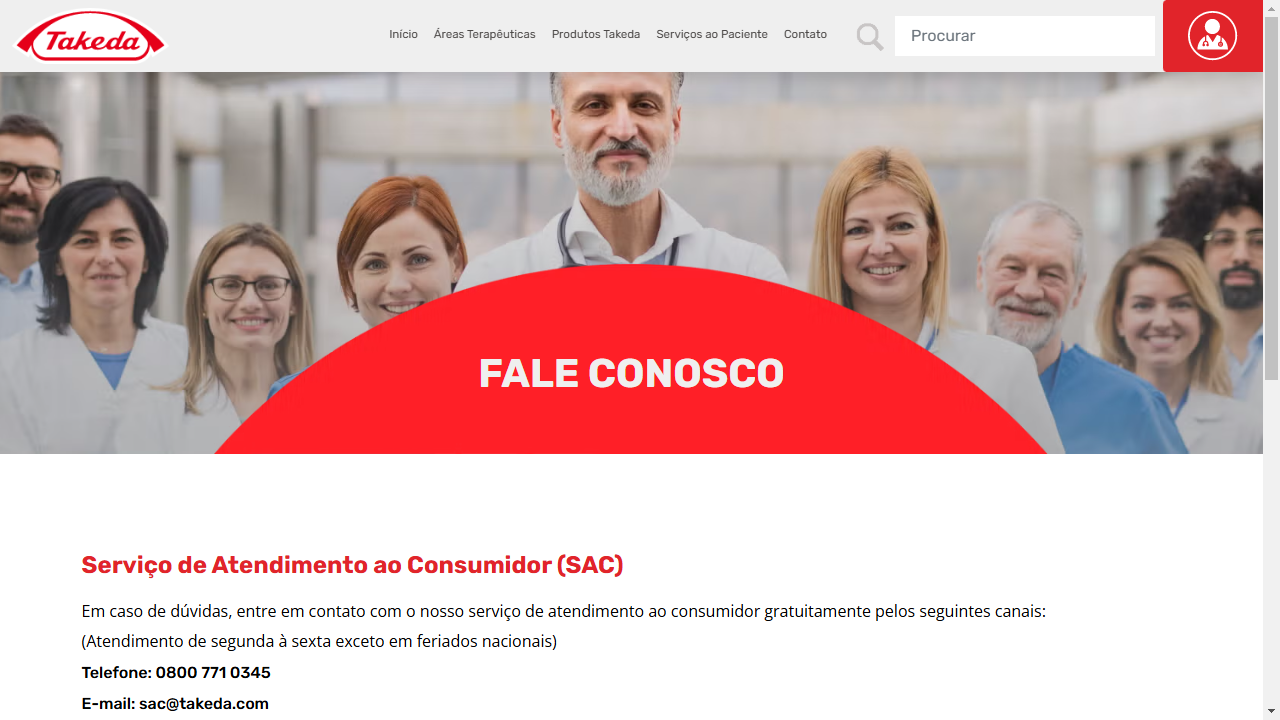 Takeda
Início
Áreas Terapêuticas
Produtos Takeda
Serviços ao Paciente
Contato
Procurar
FALE CONOSCO
Serviço de Atendimento ao Consumidor (SAC)
Em caso de dúvidas, entre em contato com o nosso serviço de atendimento ao consumidor gratuitamente pelos seguintes canais:
(Atendimento de segunda à sexta exceto em feriados nacionais)
Telefone: 0800 771 0345
E-mail: sac@takeda.com